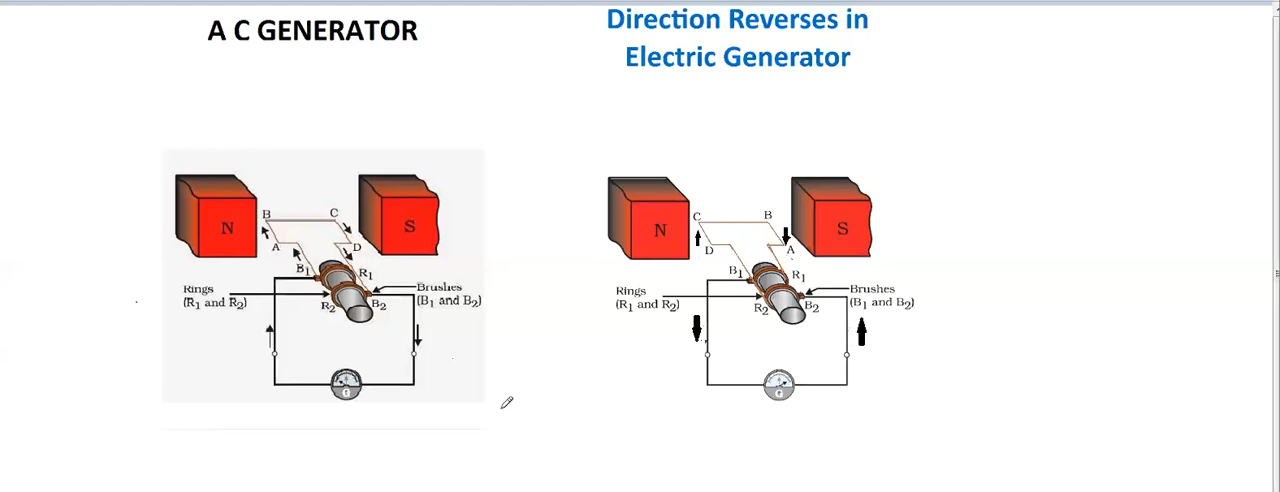 A C GENERATOR
Direction Reverses in
Electric Generator
N
S
B
C
A
D
B1
R1
Rings
(R1 and R2)
R2
B2
Brushes
(B1 and B2)
G
N
S
C
B
D
A
B1
R1
Rings
(R1 and R2)
R2
B2
Brushes
(B1 and B2)
G